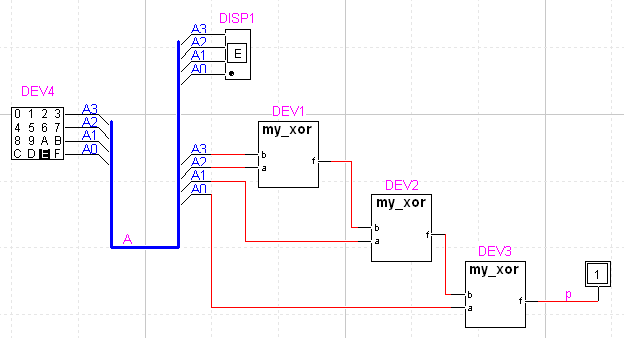 DISP1
A3
A2
A1
A0
E
DEV4
0 1 2 3
4 5 6 7
8 9 A B
C D E F
A3
A2
A1
A0
DEV1
my_xor
b
a
f
A3
A2
A1
A0
DEV2
my_xor
b
a
f
A
DEV3
my_xor
b
a
f
p
1